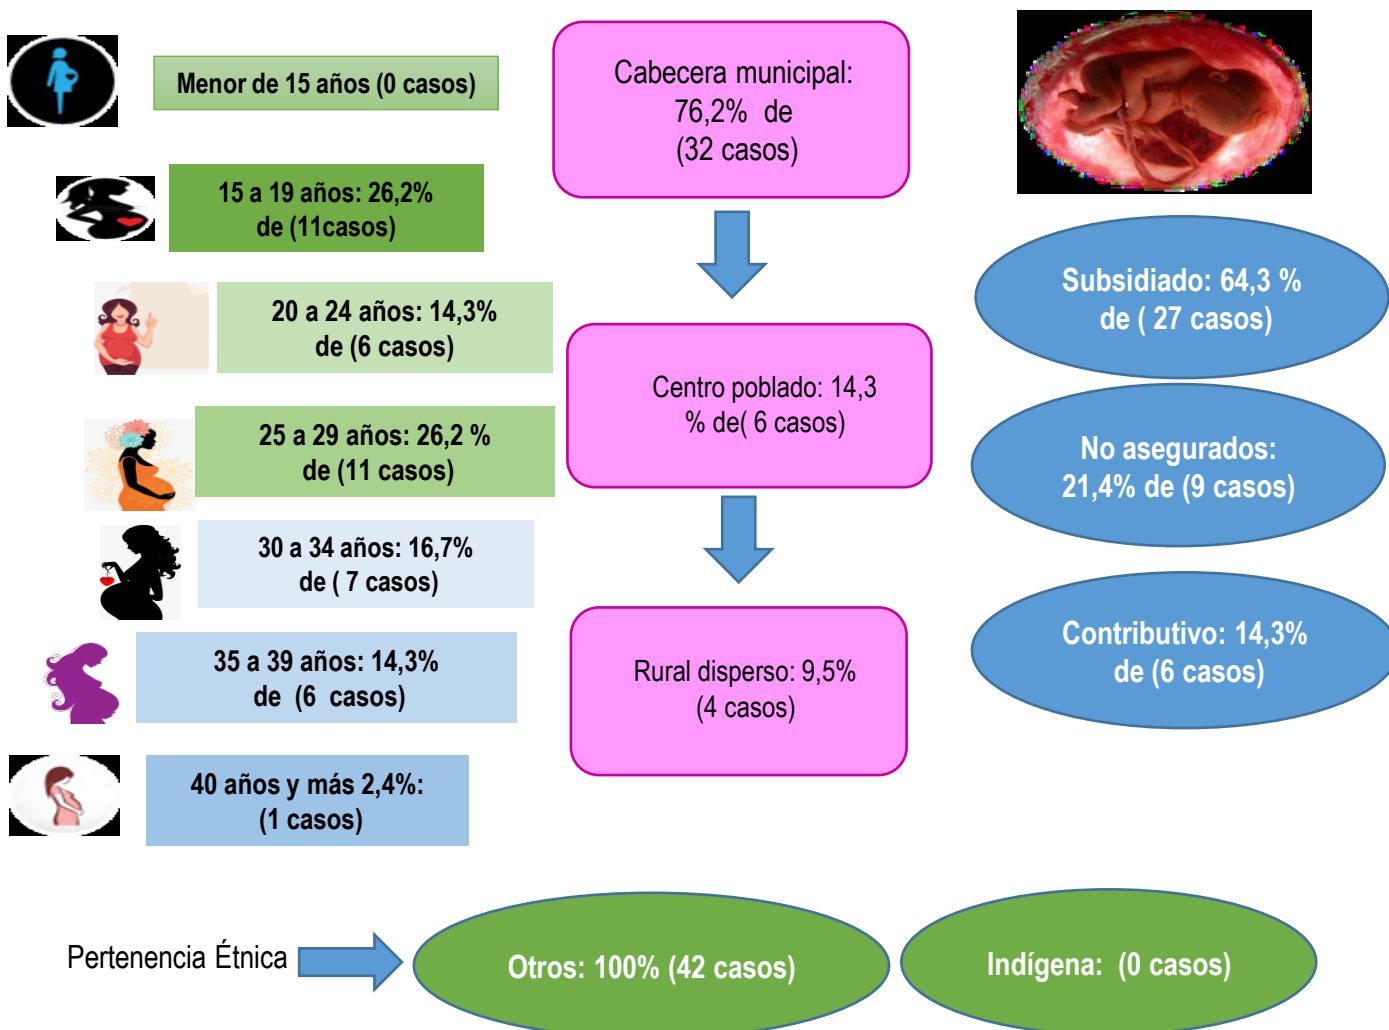 Menor de 15 años (0 casos)
15 a 19 años: 26,2%
de (11casos)
20 a 24 años: 14,3%
de (6 casos)
25 a 29 años: 26,2 %
de (11 casos)
30 a 34 años: 16,7%
de ( 7 casos)
35 a 39 años: 14,3%
de (6 casos)
40 años y más 2,4%:
(1 casos)
Cabecera municipal:
76,2% de
(32 casos)
Centro poblado: 14,3
% de( 6 casos)
Rural disperso: 9,5%
(4 casos)
Subsidiado: 64,3 %
de ( 27 casos)
No asegurados:
21,4% de (9 casos)
Contributivo: 14,3%
de (6 casos)
Pertenencia Étnica
Otros: 100% (42 casos)
Indígena: (0 casos)